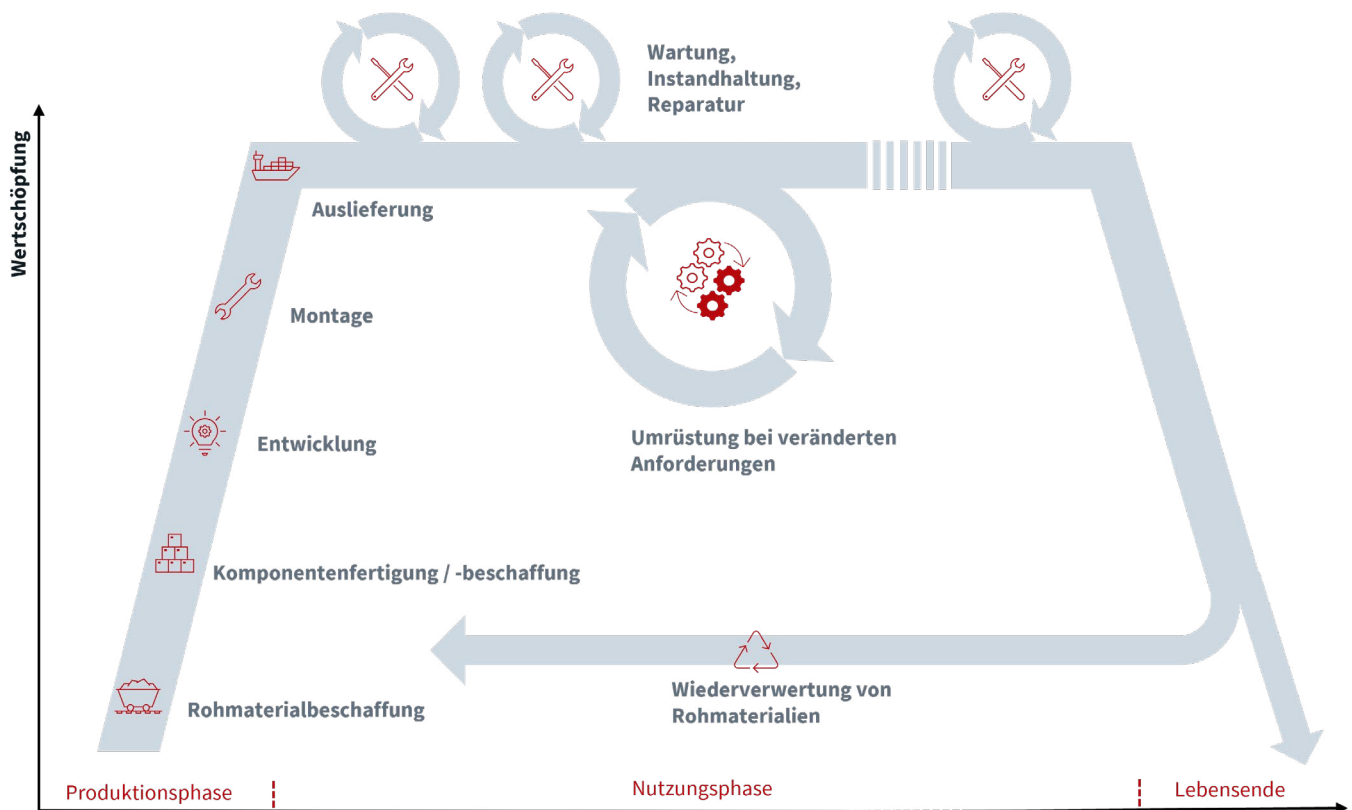 Wartung,
Instandhaltung,
Reparatur
Wertschöpfung
Auslieferung
Montage
Entwicklung
Umrüstung bei veränderten
Anforderungen
Komponentenfertigung / -beschaffung
Rohmaterialbeschaffung
Wiederverwertung von
Rohmaterialien
Produktionsphase
Nutzungsphase
Lebensende